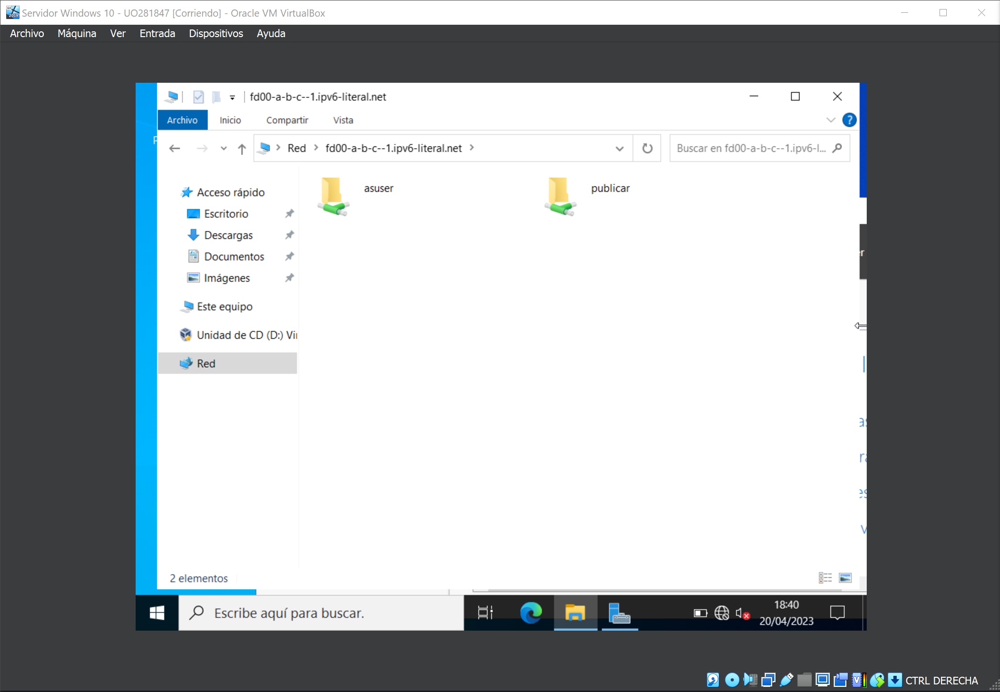 Servidor Windows 10 - UO281847 [Corriendo] - Oracle VM VirtualBox
Archivo Máquina Ver Entrada Dispositivos Ayuda
fd00-a-b-c--1.ipv6-literal.net
Archivo Inicio Compartir Vista
Red fd00-a-b-c--1.ipv6-literal.net
Buscar en fd00-a-b-c--1.ipv6-l...
Acceso rápido
Escritorio
Descargas
Documentos
Imágenes
Este equipo
Unidad de CD (D:) Vi
Red
asuser
publicar
2 elementos
Escribe aquí para buscar.
18:40
20/04/2023
CTRL DERECHA